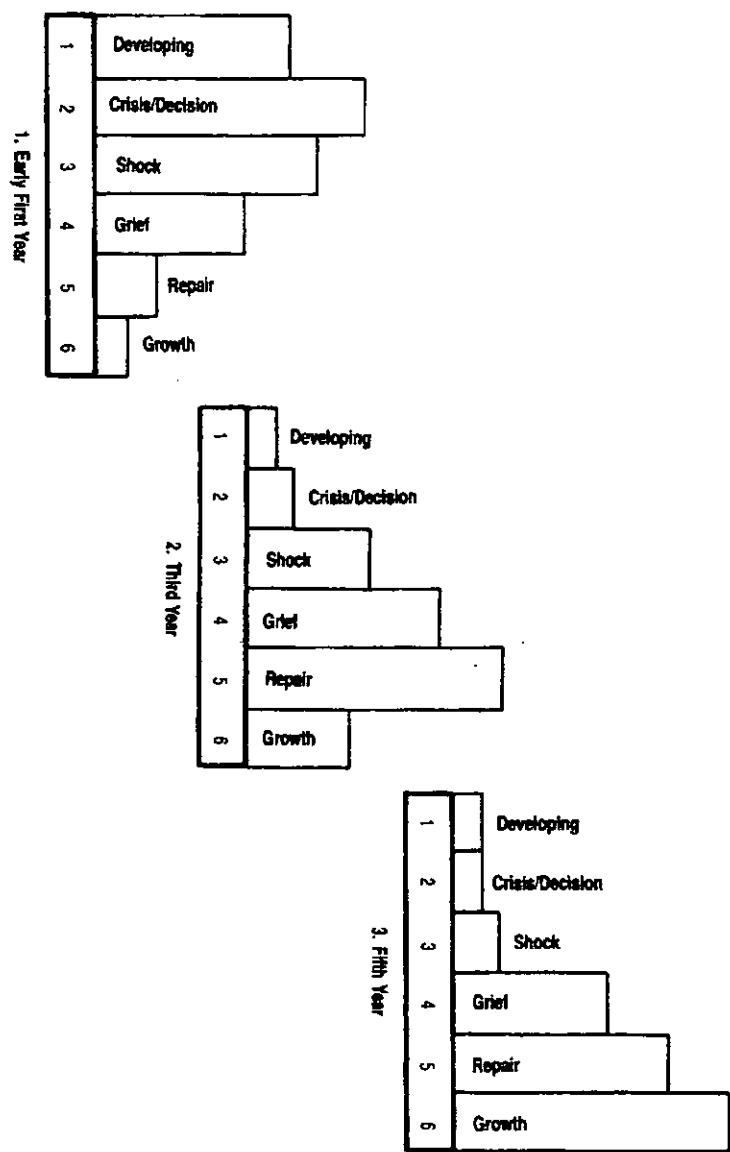 1 Developing
2 Crisis/Decision
3 Shock
4 Grief
5 Repair
6 Growth
1. Early First Year
1 Developing
2 Crisis/Decision
3 Shock
4 Grief
5 Repair
6 Growth
2. Third Year
1 Developing
2 Crisis/Decision
3 Shock
4 Grief
5 Repair
6 Growth
3. Fifth Year